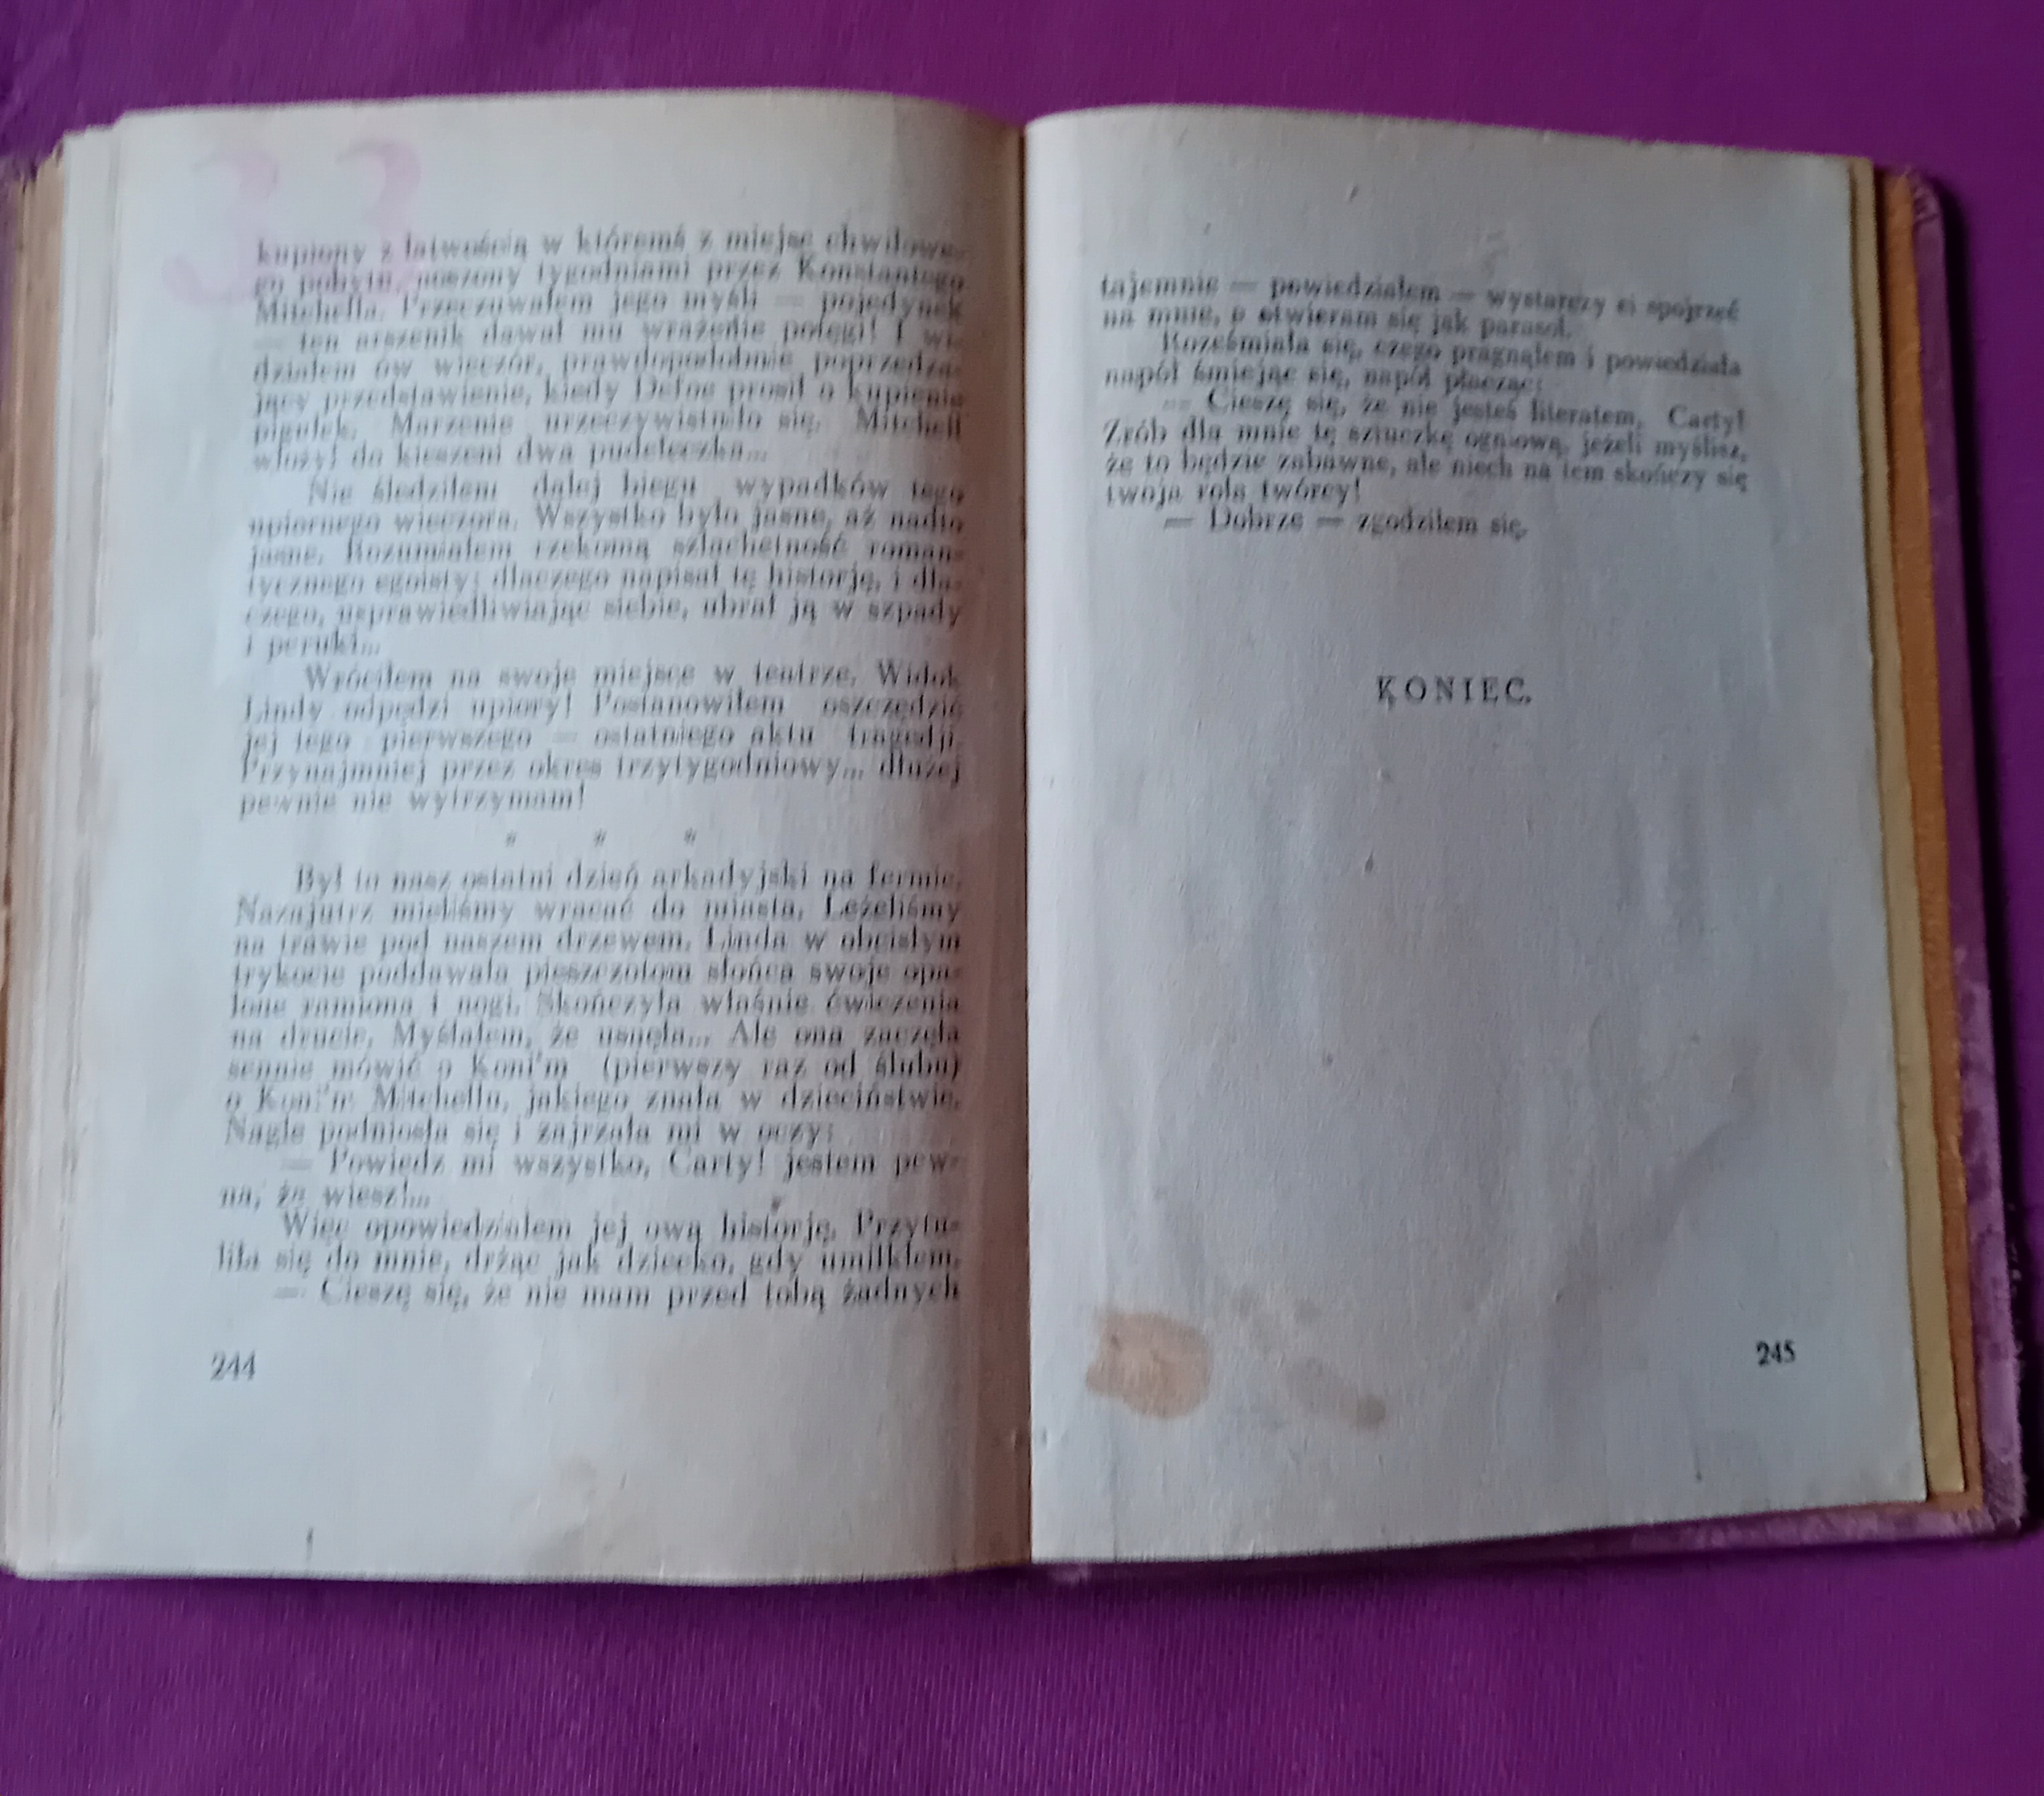 33
kupiony z łatwością w któremś z miejsc chwilowe-
go pobytu, noszony tygodniami przez Konstantego
Mitchella. Przeczuwałem jego myśli — pojedynek
— ten arszenik dawał mu wrażenie potęgi! I wi-
działem ów wieczór, prawdopodobnie poprzedza-
jący przedstawienie, kiedy Defoe prosił o kupienie
pigułek. Marzenie urzeczywistniło się. Mitchell
włożył do kieszeni dwa pudełeczka...
Nie śledziłem dalej biegu wypadków tego
upiornego wieczora. Wszystko było jasne, aż nadto
jasne. Rozumiałem rzekomą szlachetność roman-
tycznego egoisty; dlaczego napisał tę historję, i dla-
czego, usprawiedliwiając siebie, ubrał ją w szpady
i peruki...
Wróciłem na swoje miejsce w teatrze. Widok
Lindy odpędzi upiory! Postanowiłem oszczędzić
jej tego pierwszego — ostatniego aktu tragedji.
Przynajmniej przez okres trzytygodniowy... dłużej
pewnie nie wytrzymam!
* * *
Był to nasz ostatni dzień arkadyjski na fermie.
Nazajutrz mieliśmy wracać do miasta. Leżeliśmy
na trawie pod naszem drzewem. Linda w obcisłym
trykocie poddawała pieszczotom słońca swoje opa-
lone ramiona i nogi. Skończyła właśnie ćwiczenia
na drucie. Myślałem, że usnęła... Ale ona zaczęła
sennie mówić o Koni'm (pierwszy raz od ślubu)
o Koni'm Mitchellu, jakiego znała w dzieciństwie.
Nagle podniosła się i zajrzała mi w oczy:
— Powiedz mi wszystko, Carty! jestem pew-
na, że wiesz!...
Więc opowiedziałem jej ową historję. Przytu-
liła się do mnie, drżąc jak dziecko, gdy umilkłem.
— Cieszę się, że nie mam przed tobą żadnych
244
tajemnic — powiedziałem — wystarczy ci spojrzeć
na mnie, a otwieram się jak parasol.
Roześmiała się, czego pragnąłem i powiedziała
napół śmiejąc się, napół płacząc:
— Cieszę się, że nie jesteś literatem, Carty!
Zrób dla mnie tę sztuczkę ogniową, jeżeli myślisz,
że to będzie zabawne, ale niech na tem skończy się
twoja rola twórcy!
— Dobrze — zgodziłem się.
KONIEC.
245